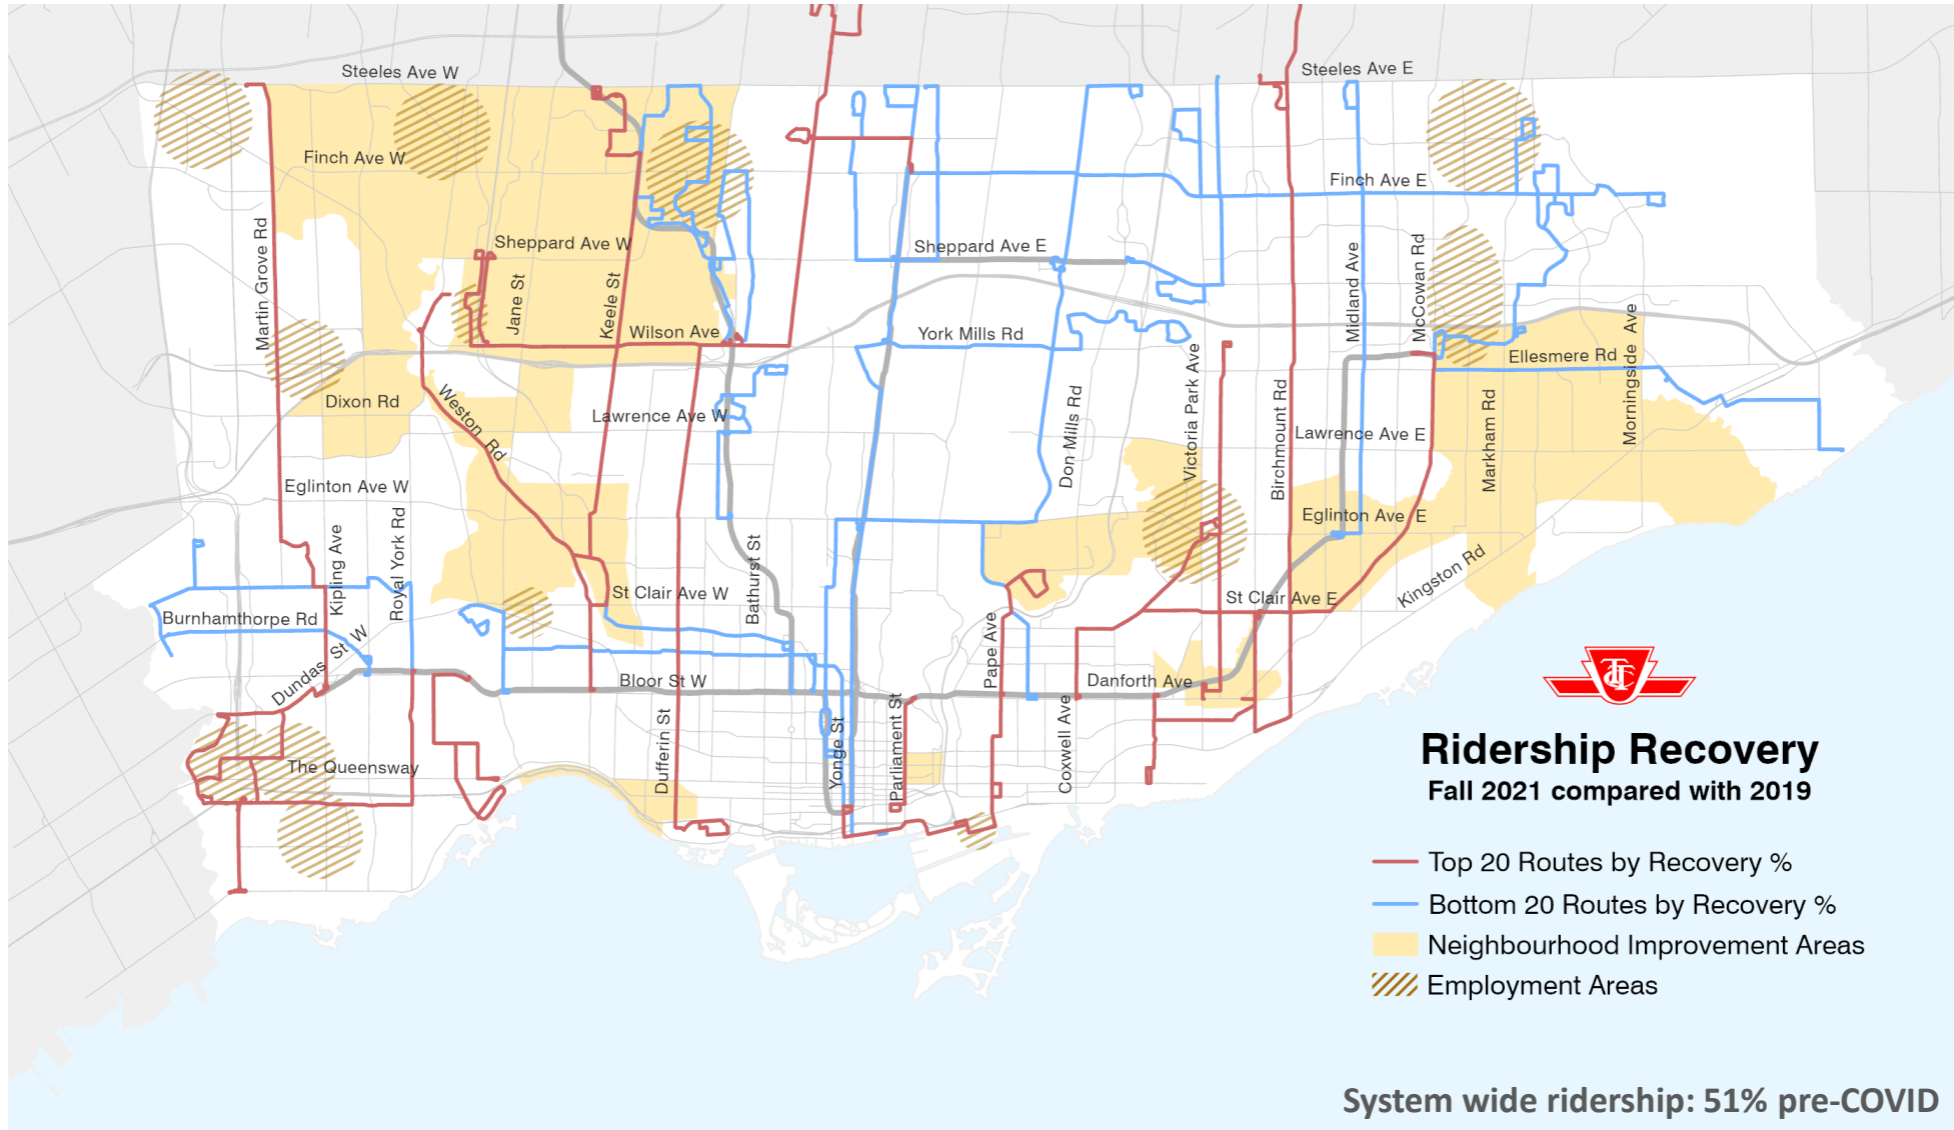 Steeles Ave W
Steeles Ave E
Finch Ave W
Finch Ave E
Martin Grove Rd
Sheppard Ave W
Sheppard Ave E
Jane St
Keele St
Midland Ave
McCowan Rd
Wilson Ave
York Mills Rd
Morningside Ave
Ellesmere Rd
Victoria Park Ave
Birchmount Rd
Dixon Rd
Weston Rd
Lawrence Ave W
Don Mills Rd
Lawrence Ave E
Markham Rd
Eglinton Ave W
Eglinton Ave E
Kipling Ave
Royal York Rd
Bathurst St
St Clair Ave W
St Clair Ave E
Kingston Rd
Burnhamthorpe Rd
Dundas St W
Pape Ave
Bloor St W
Danforth Ave
Dufferin St
Yonge St
Parliament St
Coxwell Ave
The Queensway
TTC
Ridership Recovery
Fall 2021 compared with 2019
Top 20 Routes by Recovery %
Bottom 20 Routes by Recovery %
Neighbourhood Improvement Areas
Employment Areas
System wide ridership: 51% pre-COVID